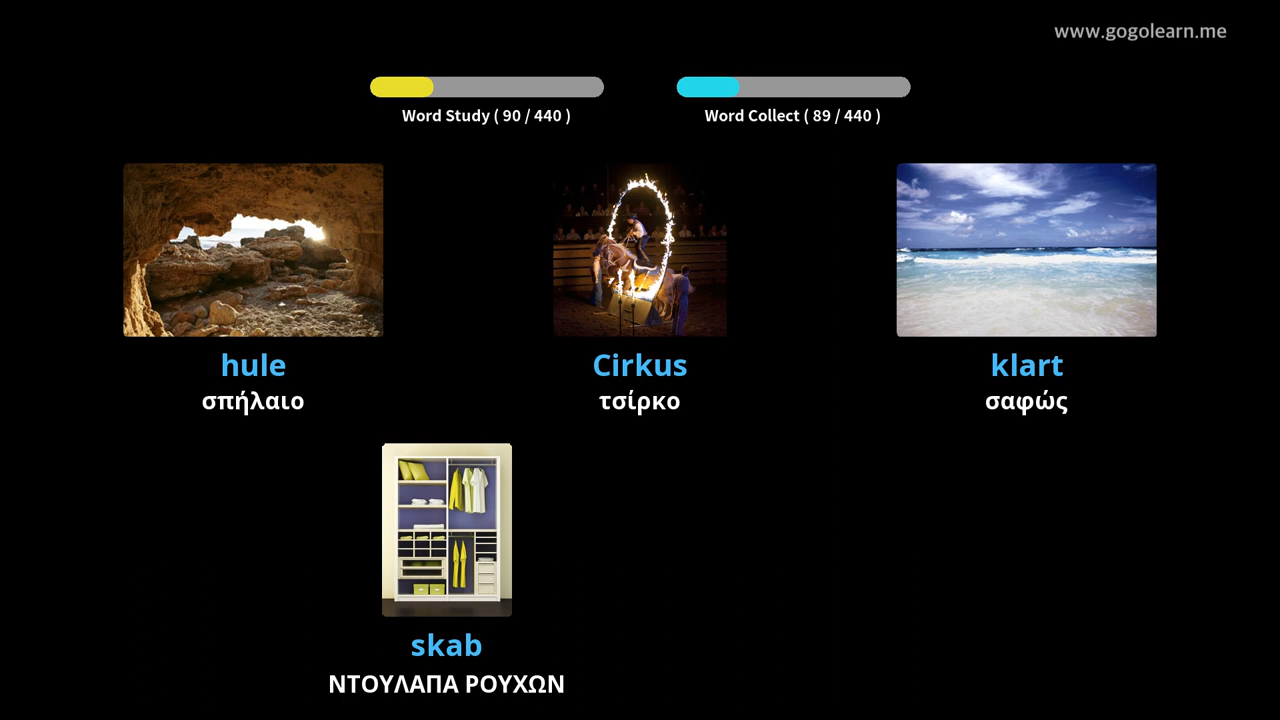 www.gogolearn.me
Word Study ( 90 / 440 )
Word Collect ( 89 / 440 )
hule
σπήλαιο
Cirkus
τσίρκο
klart
σαφώς
skab
ΝΤΟΥΛΑΠΑ ΡΟΥΧΩΝ